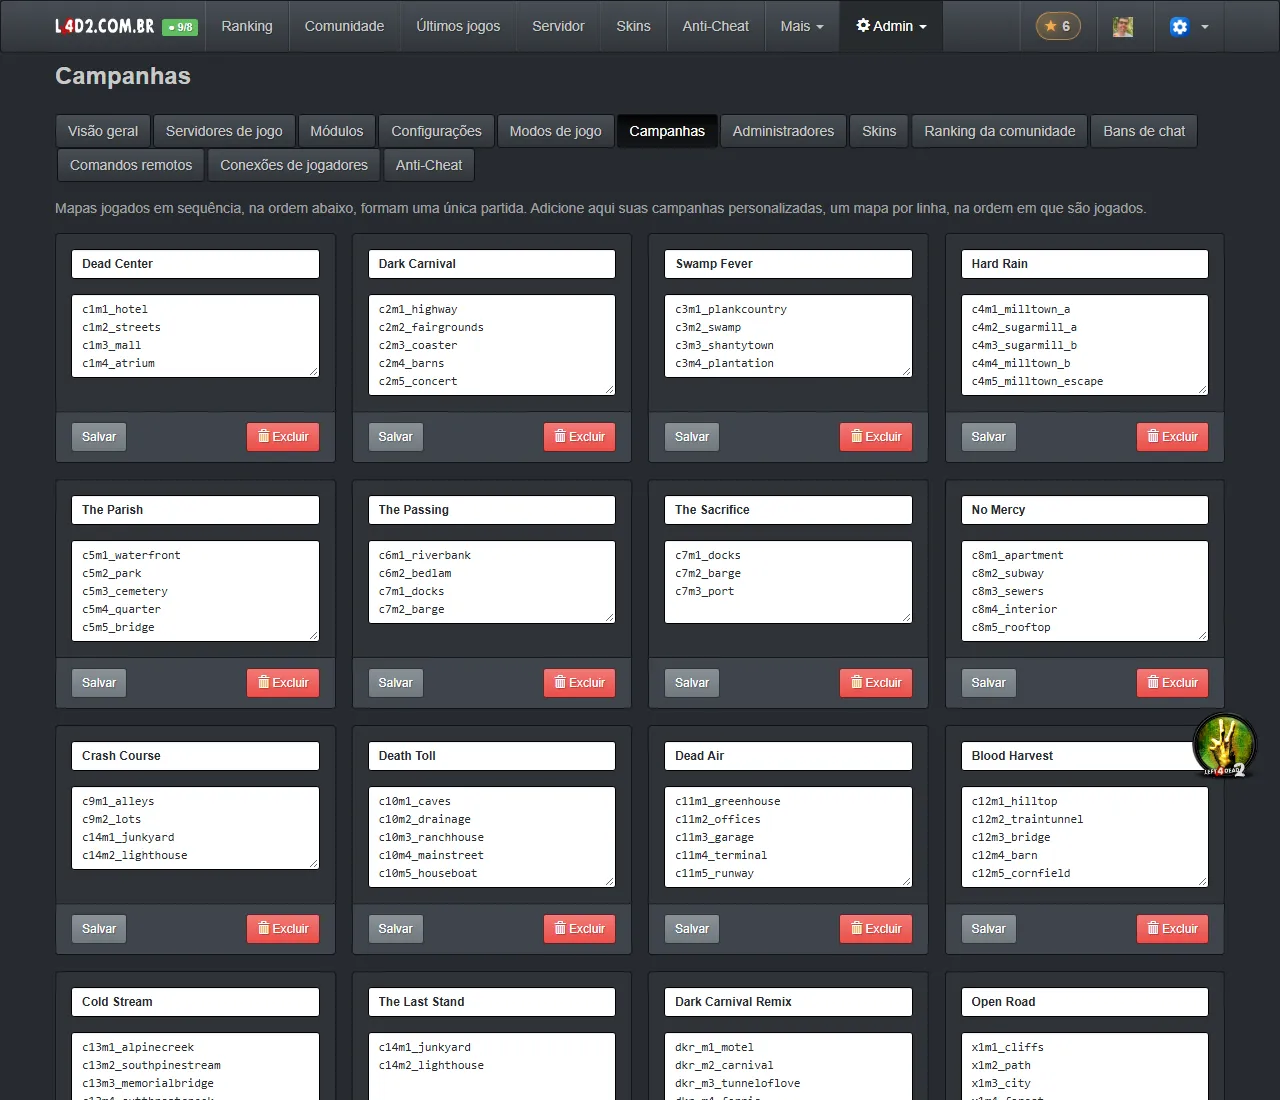 L4D2.COM.BR
9/8
Ranking
Comunidade
Últimos jogos
Servidor
Skins
Anti-Cheat
Mais
Admin
6
Campanhas
Visão geral
Servidores de jogo
Módulos
Configurações
Modos de jogo
Campanhas
Administradores
Skins
Ranking da comunidade
Bans de chat
Comandos remotos
Conexões de jogadores
Anti-Cheat
Mapas jogados em sequência, na ordem abaixo, formam uma única partida. Adicione aqui suas campanhas personalizadas, um mapa por linha, na ordem em que são jogados.
Dead Center
c1m1_hotel
c1m2_streets
c1m3_mall
c1m4_atrium
Salvar
Excluir
Dark Carnival
c2m1_highway
c2m2_fairgrounds
c2m3_coaster
c2m4_barns
c2m5_concert
Salvar
Excluir
Swamp Fever
c3m1_plankcountry
c3m2_swamp
c3m3_shantytown
c3m4_plantation
Salvar
Excluir
Hard Rain
c4m1_milltown_a
c4m2_sugarmill_a
c4m3_sugarmill_b
c4m4_milltown_b
c4m5_milltown_escape
Salvar
Excluir
The Parish
c5m1_waterfront
c5m2_park
c5m3_cemetery
c5m4_quarter
c5m5_bridge
Salvar
Excluir
The Passing
c6m1_riverbank
c6m2_bedlam
c7m1_docks
c7m2_barge
Salvar
Excluir
The Sacrifice
c7m1_docks
c7m2_barge
c7m3_port
Salvar
Excluir
No Mercy
c8m1_apartment
c8m2_subway
c8m3_sewers
c8m4_interior
c8m5_rooftop
Salvar
Excluir
Crash Course
c9m1_alleys
c9m2_lots
c14m1_junkyard
c14m2_lighthouse
Salvar
Excluir
Death Toll
c10m1_caves
c10m2_drainage
c10m3_ranchhouse
c10m4_mainstreet
c10m5_houseboat
Salvar
Excluir
Dead Air
c11m1_greenhouse
c11m2_offices
c11m3_garage
c11m4_terminal
c11m5_runway
Salvar
Excluir
Blood Harvest
c12m1_hilltop
c12m2_traintunnel
c12m3_bridge
c12m4_barn
c12m5_cornfield
Salvar
Excluir
LEFT 4 DEAD 2
Cold Stream
c13m1_alpinecreek
c13m2_southpinestream
c13m3_memorialbridge
The Last Stand
c14m1_junkyard
c14m2_lighthouse
Dark Carnival Remix
dkr_m1_motel
dkr_m2_carnival
dkr_m3_tunneloflove
Open Road
x1m1_cliffs
x1m2_path
x1m3_city